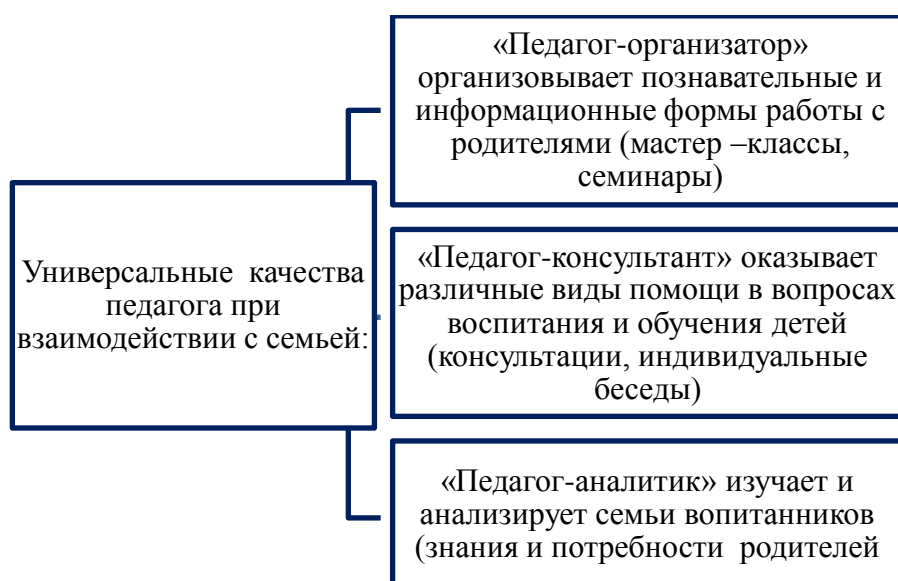 Универсальные качества
педагога при
взаимодействии с семьей:
«Педагог-организатор»
организовывает познавательные и
информационные формы работы с
родителями (мастер –классы,
семинары)
«Педагог-консультант» оказывает
различные виды помощи в вопросах
воспитания и обучения детей
(консультации, индивидуальные
беседы)
«Педагог-аналитик» изучает и
анализирует семьи вопитанников
(знания и потребности родителей